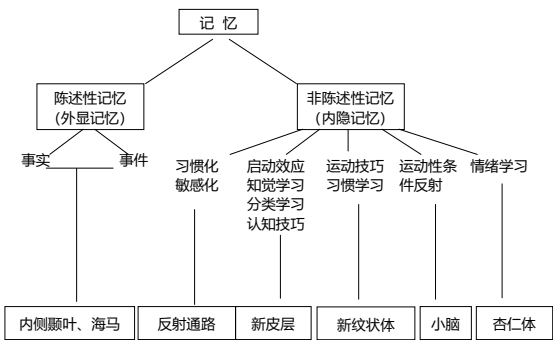 记 忆
陈述性记忆
（外显记忆）
非陈述性记忆
（内隐记忆）
事实
事件
习惯化
敏感化
启动效应
知觉学习
分类学习
认知技巧
运动技巧
习惯学习
运动性条
件反射
情绪学习
内侧颞叶、海马
反射通路
新皮层
新纹状体
小脑
杏仁体